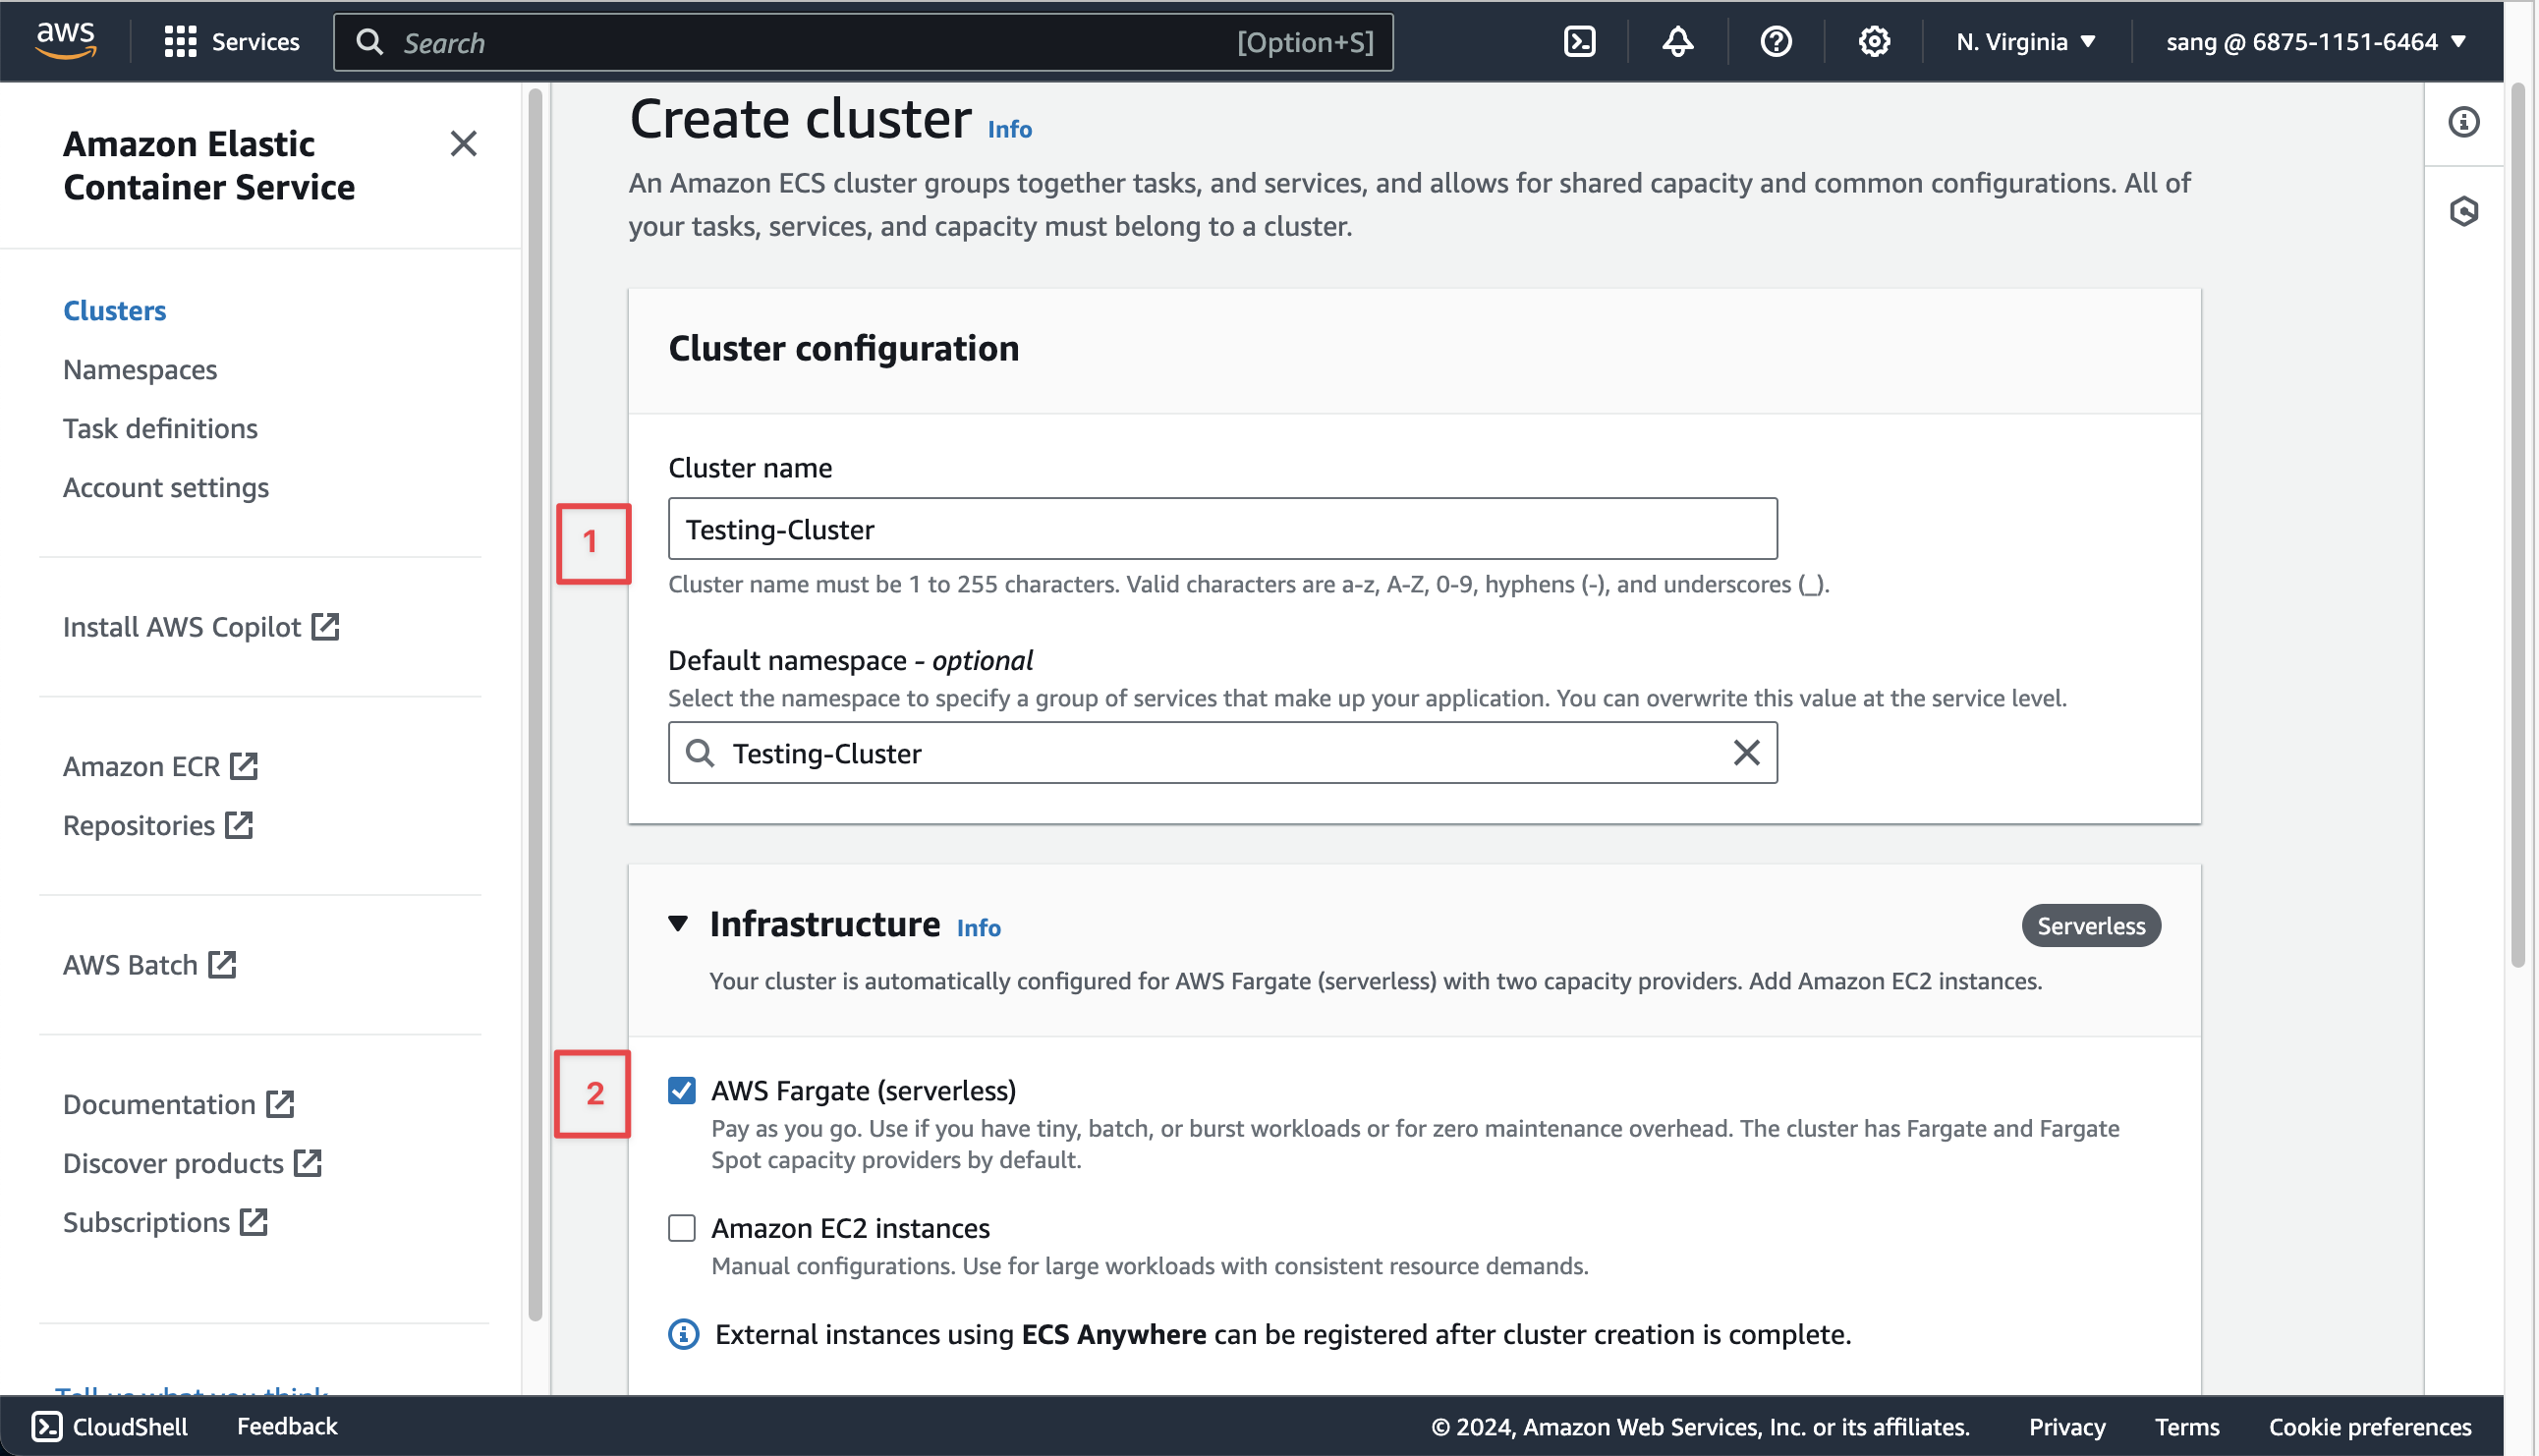 aws
Services
Search
[Option+S]
N. Virginia
sang @ 6875-1151-6464
Amazon Elastic
Container Service
Clusters
Namespaces
Task definitions
Account settings
Install AWS Copilot
Amazon ECR
Repositories
AWS Batch
Documentation
Discover products
Subscriptions
Tell us what you think
Create cluster Info
An Amazon ECS cluster groups together tasks, and services, and allows for shared capacity and common configurations. All of
your tasks, services, and capacity must belong to a cluster.
Cluster configuration
Cluster name
1
Testing-Cluster
Cluster name must be 1 to 255 characters. Valid characters are a-z, A-Z, 0-9, hyphens (-), and underscores (_).
Default namespace - optional
Select the namespace to specify a group of services that make up your application. You can overwrite this value at the service level.
Testing-Cluster
Infrastructure Info
Serverless
Your cluster is automatically configured for AWS Fargate (serverless) with two capacity providers. Add Amazon EC2 instances.
2
AWS Fargate (serverless)
Pay as you go. Use if you have tiny, batch, or burst workloads or for zero maintenance overhead. The cluster has Fargate and Fargate
Spot capacity providers by default.
Amazon EC2 instances
Manual configurations. Use for large workloads with consistent resource demands.
External instances using ECS Anywhere can be registered after cluster creation is complete.
CloudShell
Feedback
© 2024, Amazon Web Services, Inc. or its affiliates.
Privacy
Terms
Cookie preferences